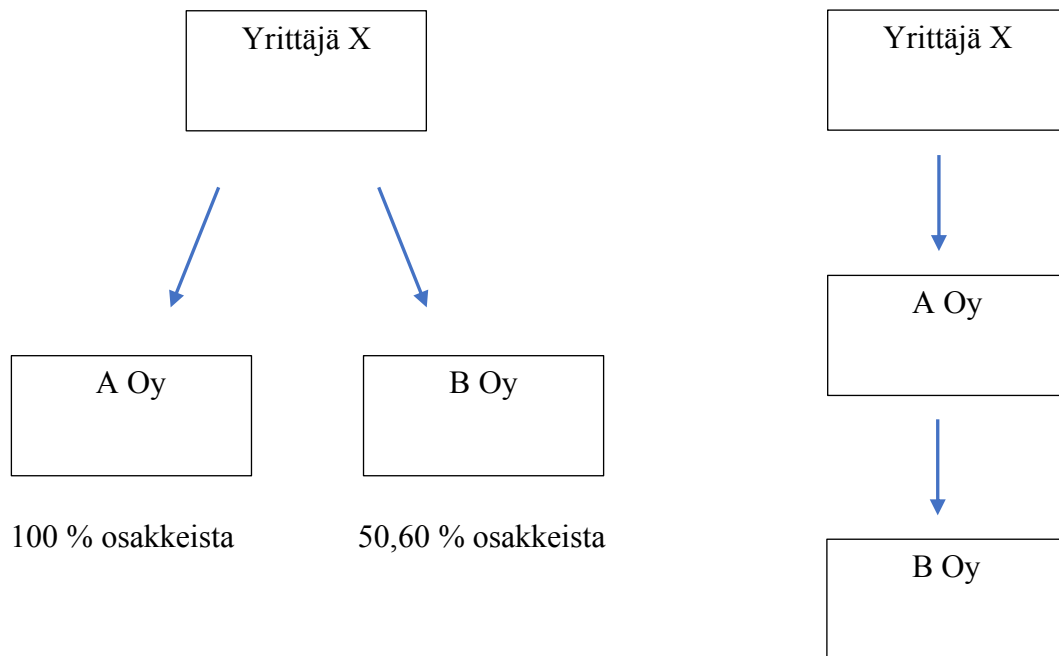 Yrittäjä X
A Oy
B Oy
100 % osakkeista
50,60 % osakkeista
Yrittäjä X
A Oy
B Oy